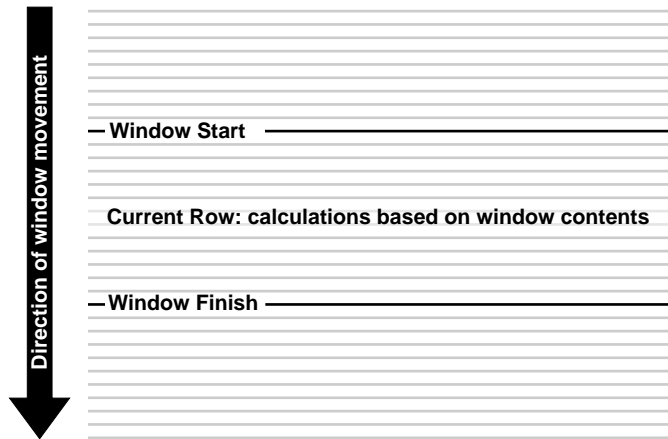 Direction of window movement
Window Start
Current Row: calculations based on window contents
Window Finish